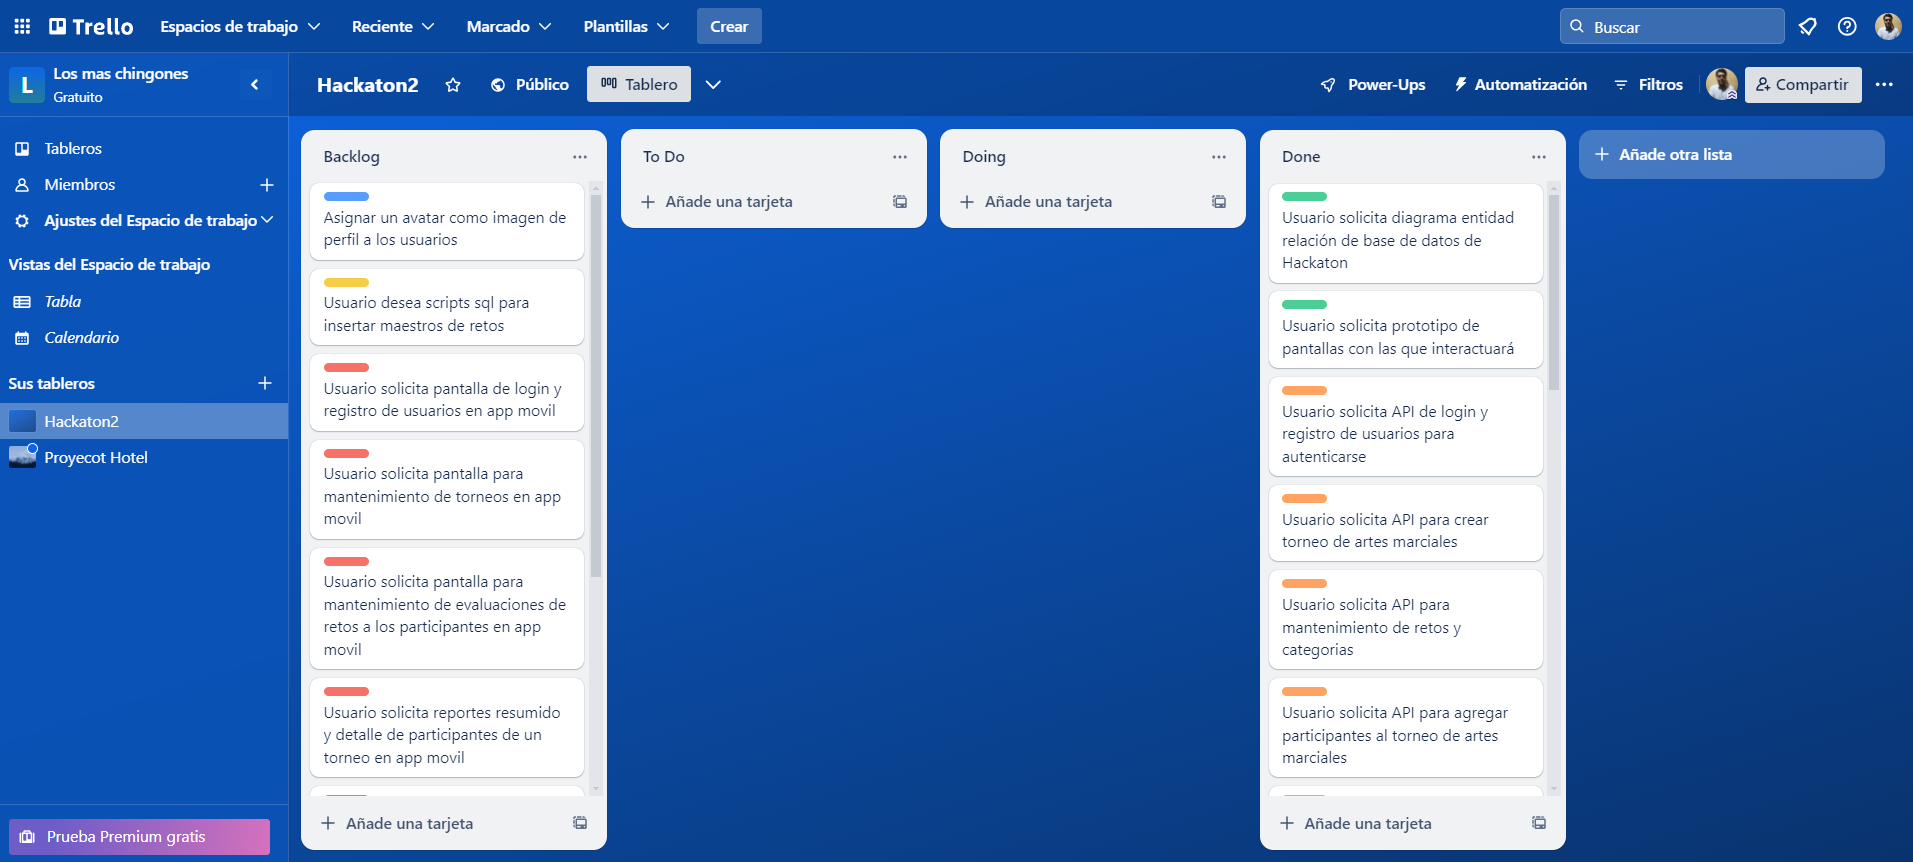 Trello
Espacios de trabajo
Reciente
Marcado
Plantillas
Crear
Buscar
L
Los mas chingones
Gratuito
Hackaton2
Público
Tablero
Power-Ups
Automatización
Filtros
Compartir
Tableros
Miembros
Ajustes del Espacio de trabajo
Vistas del Espacio de trabajo
Tabla
Calendario
Sus tableros
Hackaton2
Proyecot Hotel
Prueba Premium gratis
Backlog
Asignar un avatar como imagen de
perfil a los usuarios
Usuario desea scripts sql para
insertar maestros de retos
Usuario solicita pantalla de login y
registro de usuarios en app movil
Usuario solicita pantalla para
mantenimiento de torneos en app
movil
Usuario solicita pantalla para
mantenimiento de evaluaciones de
retos a los participantes en app
movil
Usuario solicita reportes resumido
y detalle de participantes de un
torneo en app movil
Añade una tarjeta
To Do
Añade una tarjeta
Doing
Añade una tarjeta
Done
Usuario solicita diagrama entidad
relación de base de datos de
Hackaton
Usuario solicita prototipo de
pantallas con las que interactuará
Usuario solicita API de login y
registro de usuarios para
autenticarse
Usuario solicita API para crear
torneo de artes marciales
Usuario solicita API para
mantenimiento de retos y
categorias
Usuario solicita API para agregar
participantes al torneo de artes
marciales
Añade una tarjeta
Añade otra lista